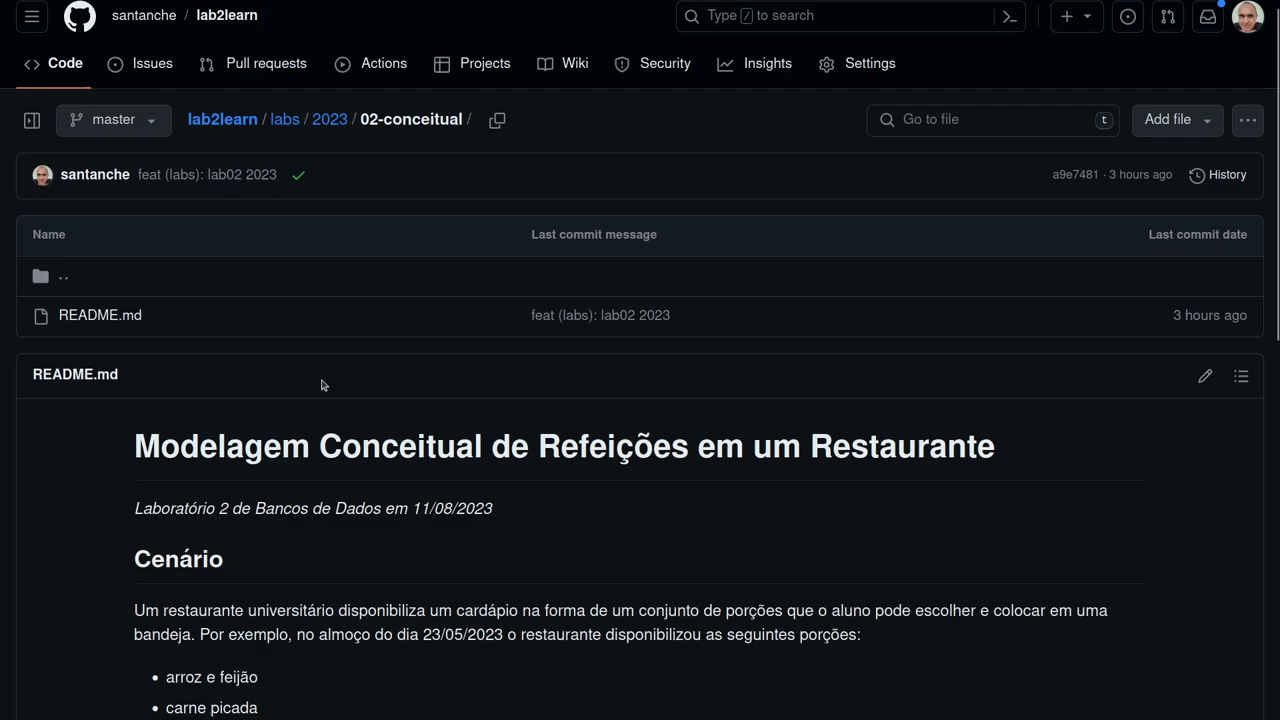 santanche / lab2learn
Type / to search
Code Issues Pull requests Actions Projects Wiki Security Insights Settings
master lab2learn / labs / 2023 / 02-conceitual / Go to file t Add file
santanche feat (labs): lab02 2023 a9e7481 · 3 hours ago History
Name Last commit message Last commit date
..
README.md feat (labs): lab02 2023 3 hours ago
README.md
Modelagem Conceitual de Refeições em um Restaurante
Laboratório 2 de Bancos de Dados em 11/08/2023
Cenário
Um restaurante universitário disponibiliza um cardápio na forma de um conjunto de porções que o aluno pode escolher e colocar em uma
bandeja. Por exemplo, no almoço do dia 23/05/2023 o restaurante disponibilizou as seguintes porções:
• arroz e feijão
• carne picada